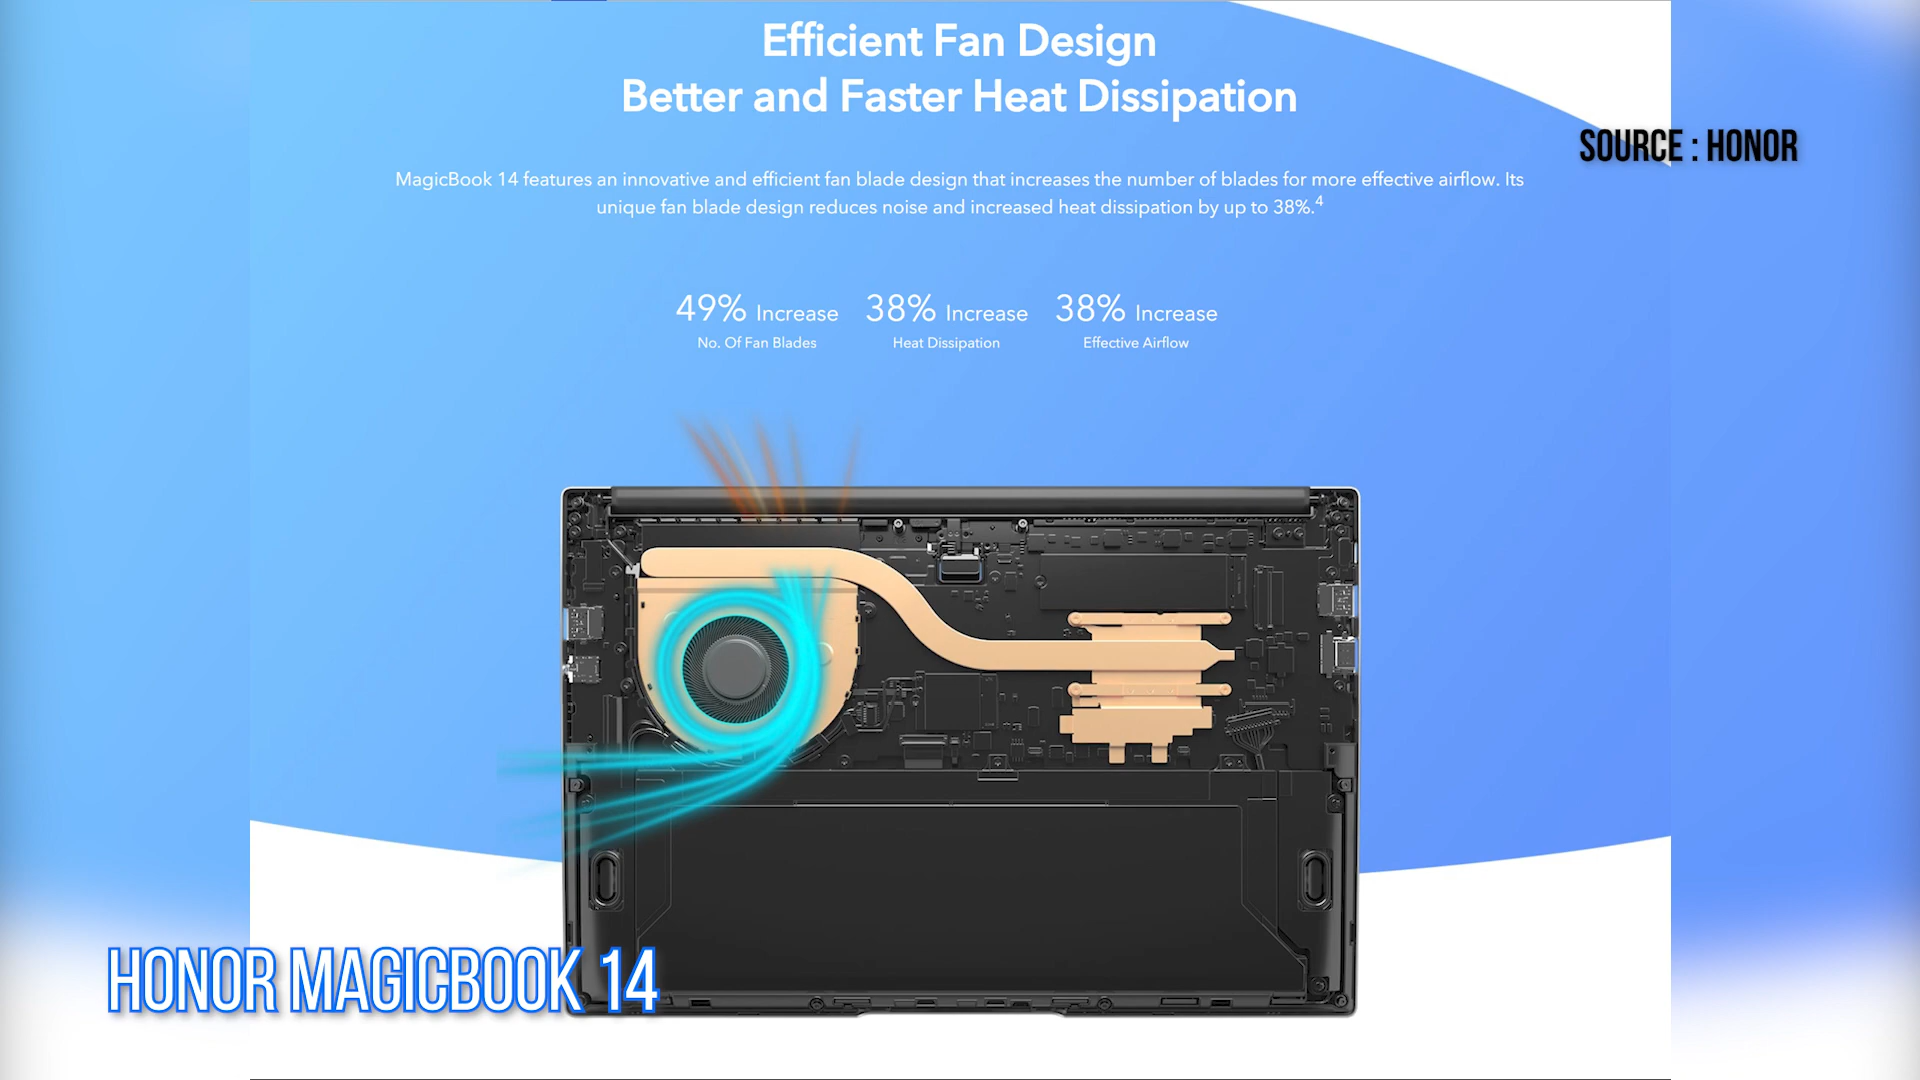 Efficient Fan Design
Better and Faster Heat Dissipation
SOURCE : HONOR
MagicBook 14 features an innovative and efficient fan blade design that increases the number of blades for more effective airflow. Its
unique fan blade design reduces noise and increased heat dissipation by up to 38%.4
49% Increase 38% Increase 38% Increase
No. Of Fan Blades Heat Dissipation Effective Airflow
HONOR MAGICBOOK 14